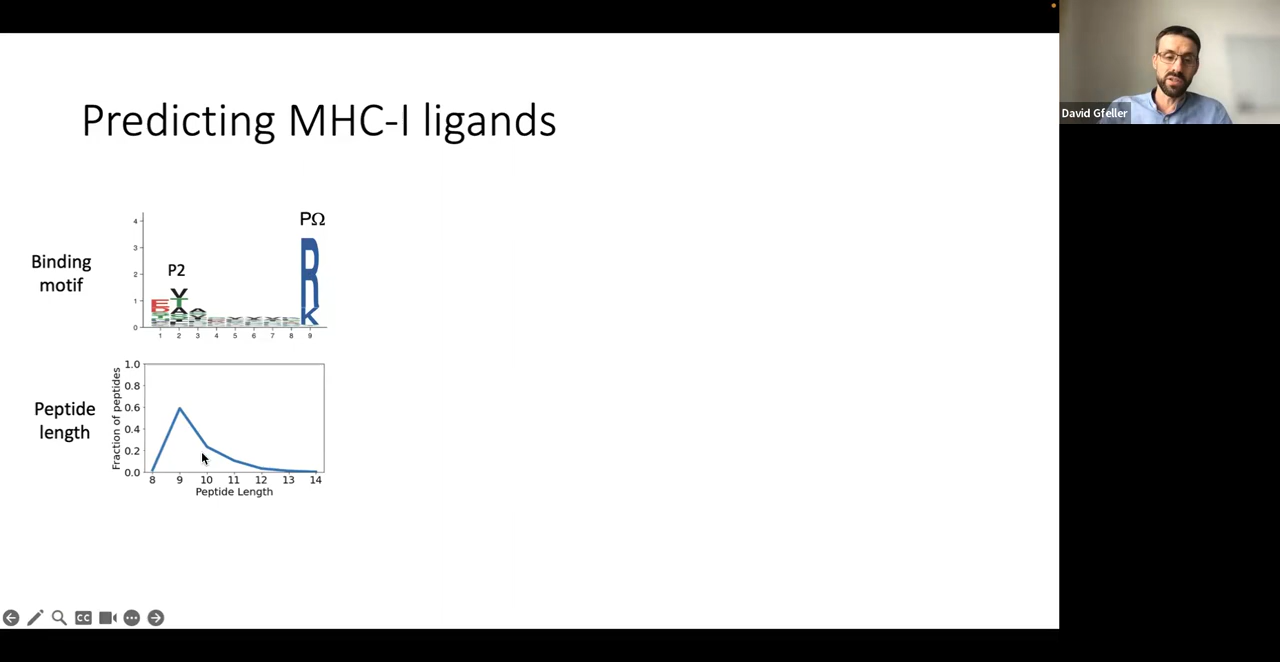 Predicting MHC-I ligands
David Gfeller
Binding
motif
PΩ
P2
4
3
2
1
0
R
K
E
V
T
A
1 2 3 4 5 6 7 8 9
Peptide
length
Fraction of peptides
1.0
0.8
0.6
0.4
0.2
0.0
8 9 10 11 12 13 14
Peptide Length
CC